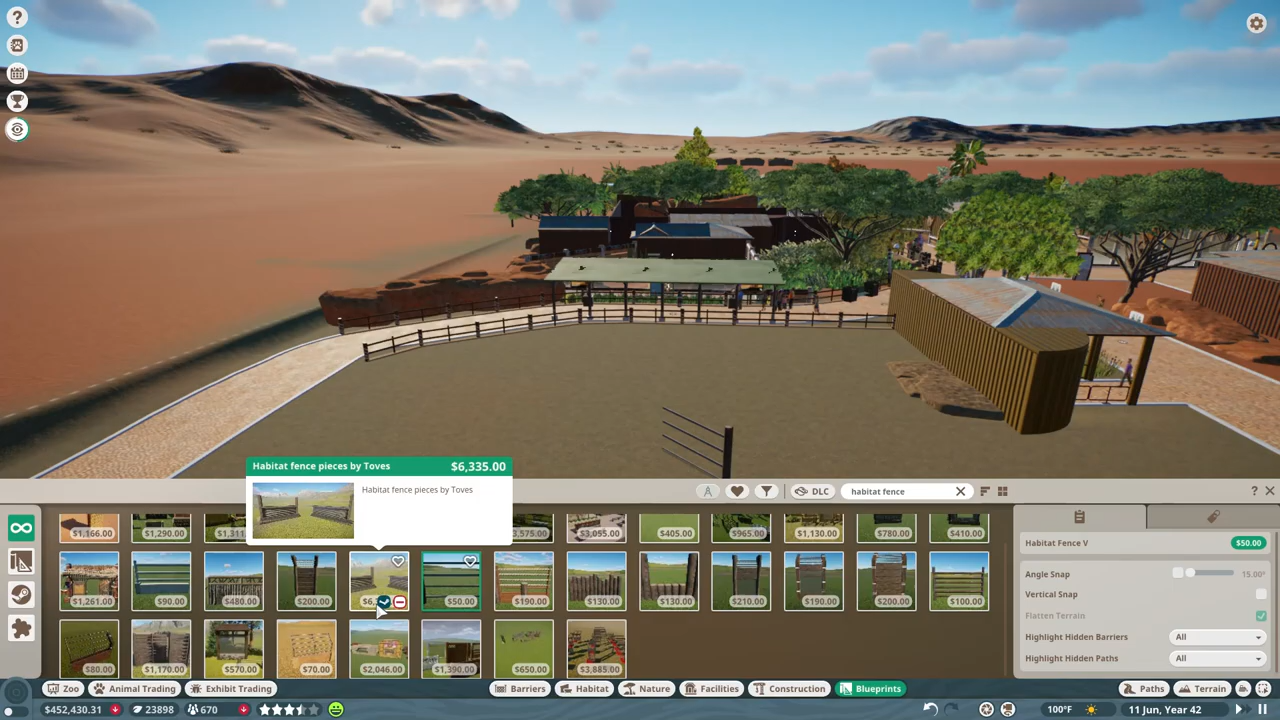 Habitat fence pieces by Toves $6,335.00
Habitat fence pieces by Toves
DLC
habitat fence
$1,166.00
$1,290.00
$3,055.00
$405.00
$965.00
$1,130.00
$780.00
$410.00
$1,261.00
$90.00
$480.00
$200.00
$50.00
$190.00
$130.00
$130.00
$210.00
$190.00
$200.00
$100.00
$80.00
$1,170.00
$570.00
$70.00
$2,046.00
$1,390.00
$650.00
$3,885.00
Habitat Fence V $50.00
Angle Snap 15.00°
Vertical Snap
Flatten Terrain
Highlight Hidden Barriers All
Highlight Hidden Paths All
Zoo Animal Trading Exhibit Trading Barriers Habitat Nature Facilities Construction Blueprints Paths Terrain
$452,430.31 23898 670 100°F 11 Jun, Year 42